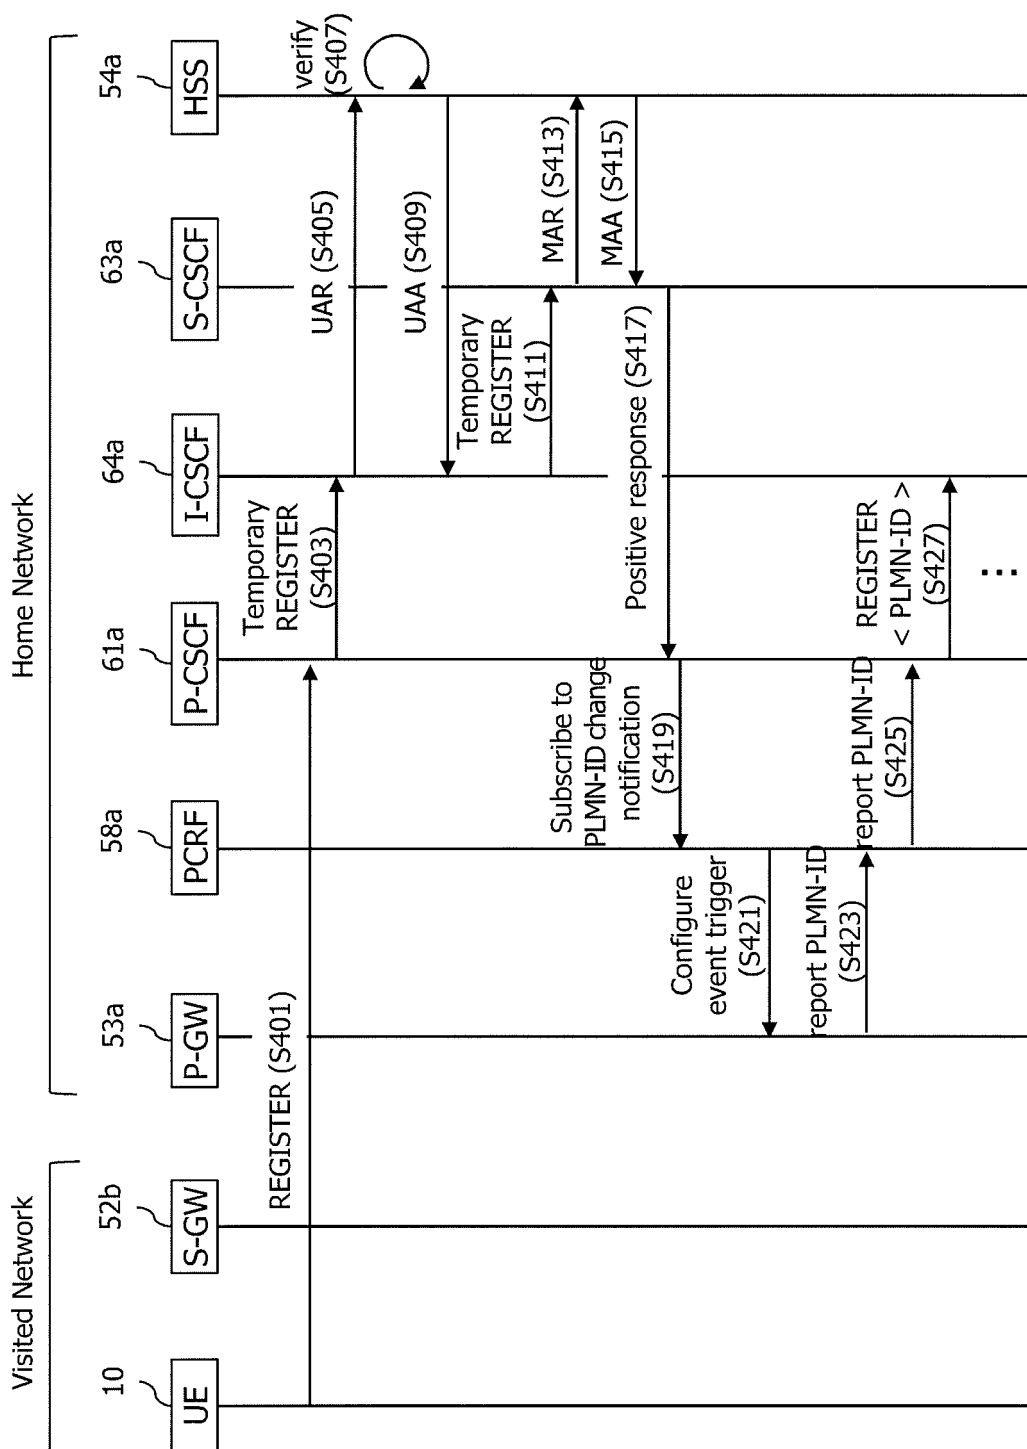 Visited Network
Home Network
10
52b
53a
58a
61a
64a
63a
54a
UE
S-GW
P-GW
PCRF
P-CSCF
I-CSCF
S-CSCF
HSS
REGISTER (S401)
Temporary
REGISTER
(S403)
UAR (S405)
verify
(S407)
UAA (S409)
Temporary
REGISTER
(S411)
MAR (S413)
MAA (S415)
Positive response (S417)
Subscribe to
PLMN-ID change
notification
(S419)
Configure
event trigger
(S421)
report PLMN-ID
(S423)
report PLMN-ID
(S425)
REGISTER
< PLMN-ID >
(S427)
...